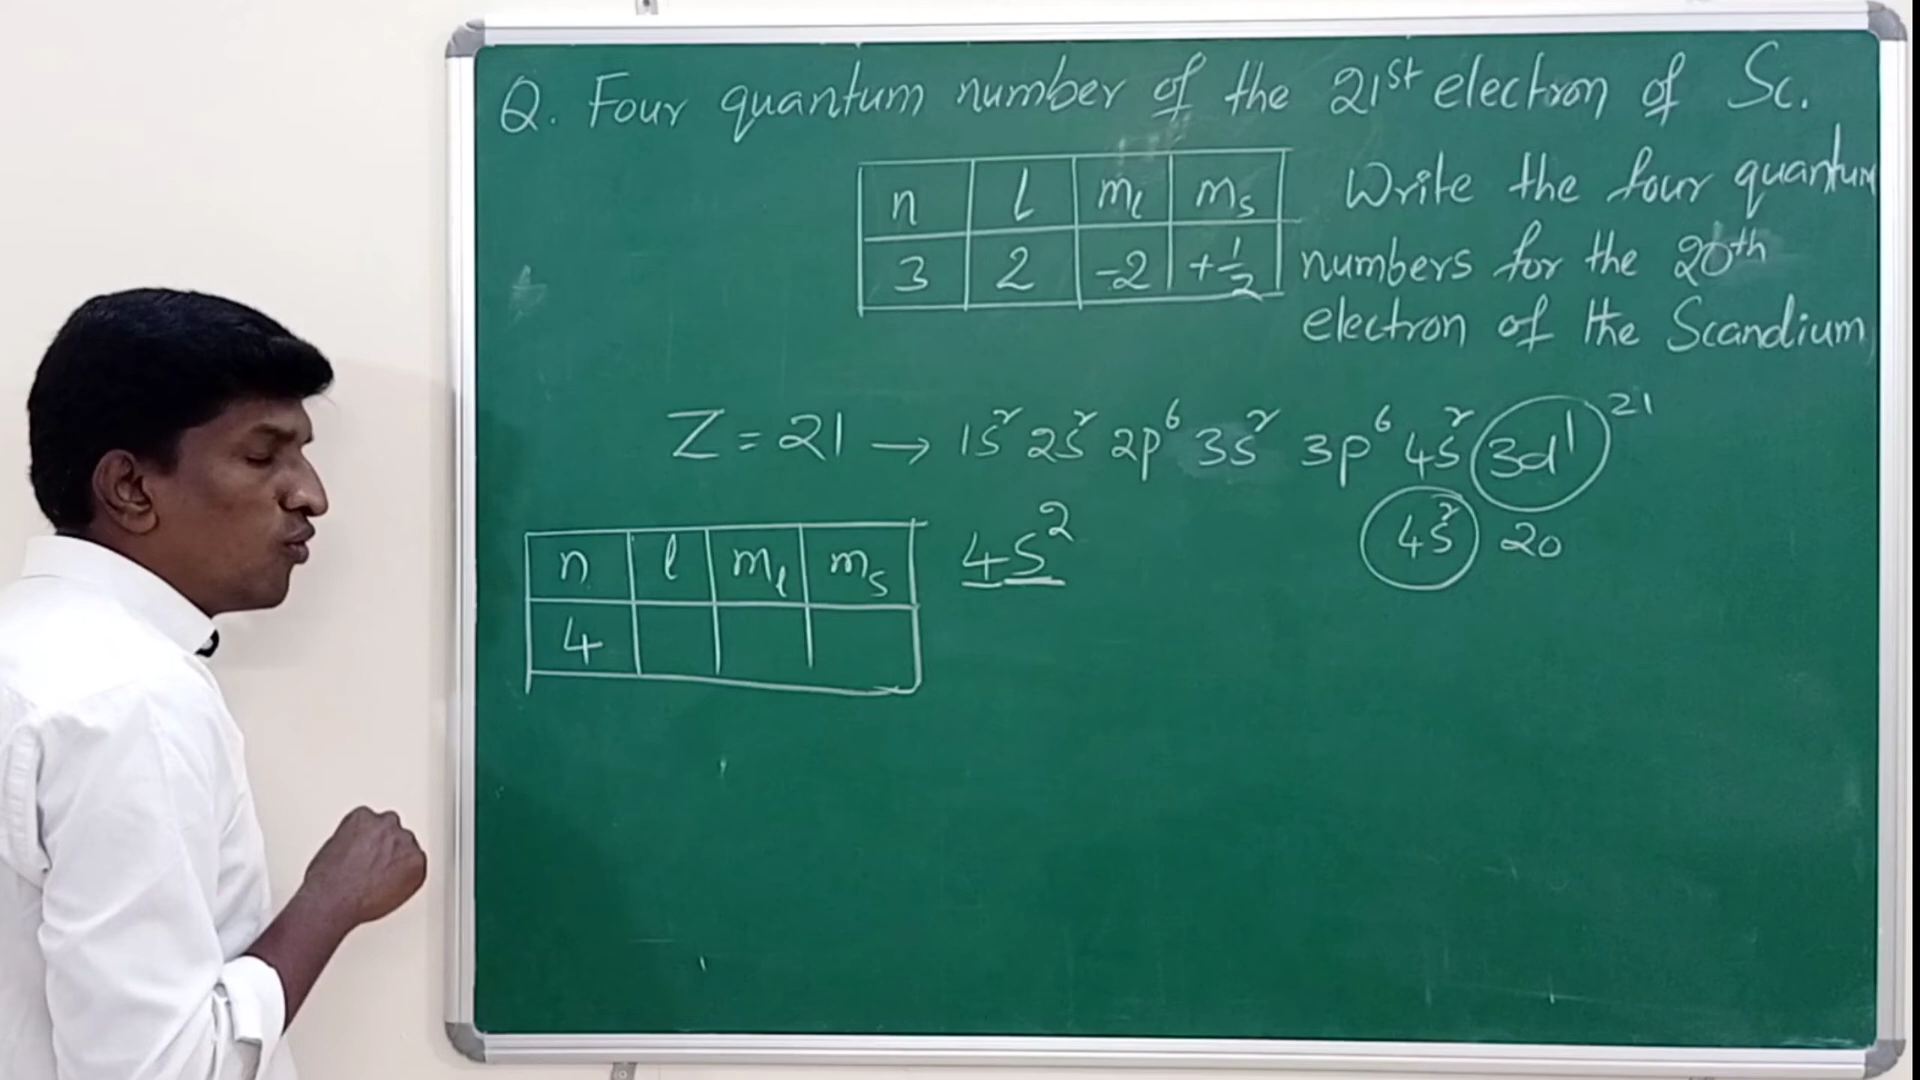 Q. Four quantum number of the 21st electron of Sc.
n l ml ms
3 2 -2 +1/2
Write the four quantum
numbers for the 20th
electron of the Scandium
Z = 21 → 1s² 2s² 2p⁶ 3s² 3p⁶ 4s² 3d¹ 21
4s² 20
n l ml ms
4
4s²